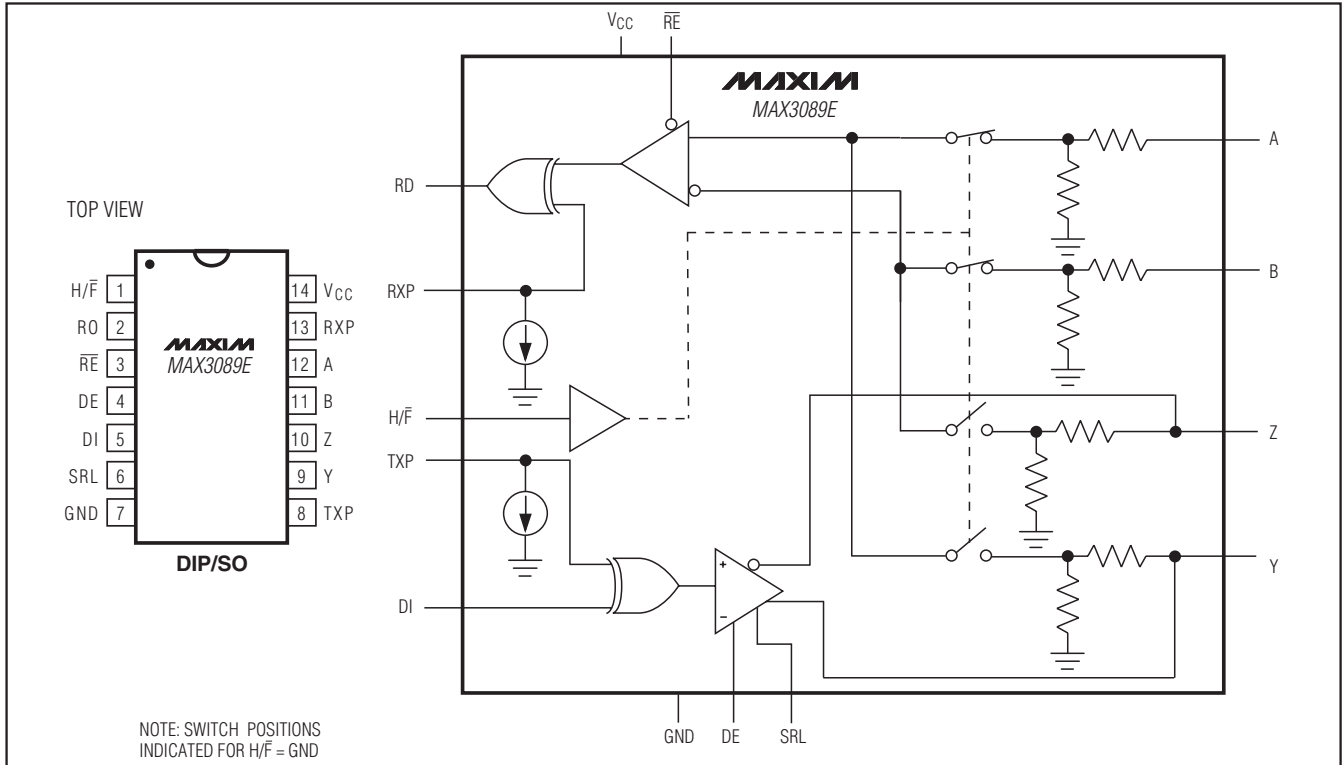 TOP VIEW
H/F̅ 1
RO 2
R̅E̅ 3
DE 4
DI 5
SRL 6
GND 7
MAXIM
MAX3089E
14 VCC
13 RXP
12 A
11 B
10 Z
9 Y
8 TXP
DIP/SO
NOTE: SWITCH POSITIONS
INDICATED FOR H/F̅ = GND
VCC
R̅E̅
MAXIM
MAX3089E
RD
RXP
H/F̅
TXP
DI
+
−
A
B
Z
Y
GND
DE
SRL